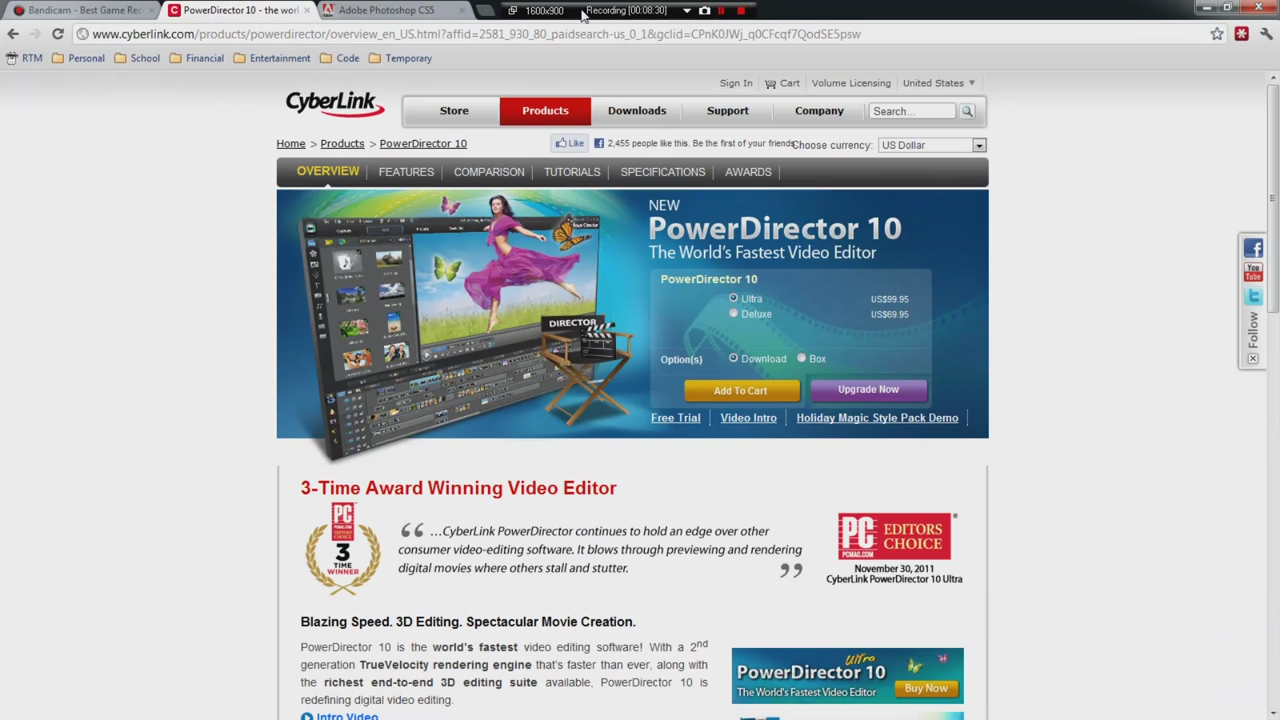 Bandicam - Best Game Rec
PowerDirector 10 - the worl
Adobe Photoshop CS5
1600x900
Recording [00:08:30]
www.cyberlink.com/products/powerdirector/overview_en_US.html?affid=2581_930_80_paidsearch-us_0_1&gclid=CPnK0JWj_q0CFcqf7QodSE5psw
RTM
Personal
School
Financial
Entertainment
Code
Temporary
Sign In
Cart
Volume Licensing
United States
CyberLink
Store
Products
Downloads
Support
Company
Search...
Home > Products > PowerDirector 10
Like
2,455 people like this. Be the first of your friends.
Choose currency:
US Dollar
OVERVIEW
FEATURES
COMPARISON
TUTORIALS
SPECIFICATIONS
AWARDS
NEW
PowerDirector 10
The World's Fastest Video Editor
PowerDirector 10
Ultra US$99.95
Deluxe US$69.95
Option(s) Download Box
Add To Cart
Upgrade Now
Free Trial
Video Intro
Holiday Magic Style Pack Demo
DIRECTOR
Follow
You Tube
3-Time Award Winning Video Editor
PC
3
TIME
WINNER
“ ...CyberLink PowerDirector continues to hold an edge over other
consumer video-editing software. It blows through previewing and rendering
digital movies where others stall and stutter. ”
PC
PCMAG.COM
EDITORS'
CHOICE
November 30, 2011
CyberLink PowerDirector 10 Ultra
Blazing Speed. 3D Editing. Spectacular Movie Creation.
PowerDirector 10 is the world's fastest video editing software! With a 2nd
generation TrueVelocity rendering engine that's faster than ever, along with
the richest end-to-end 3D editing suite available, PowerDirector 10 is
redefining digital video editing.
Intro Video
Ultra
PowerDirector 10
The World's Fastest Video Editor
Buy Now